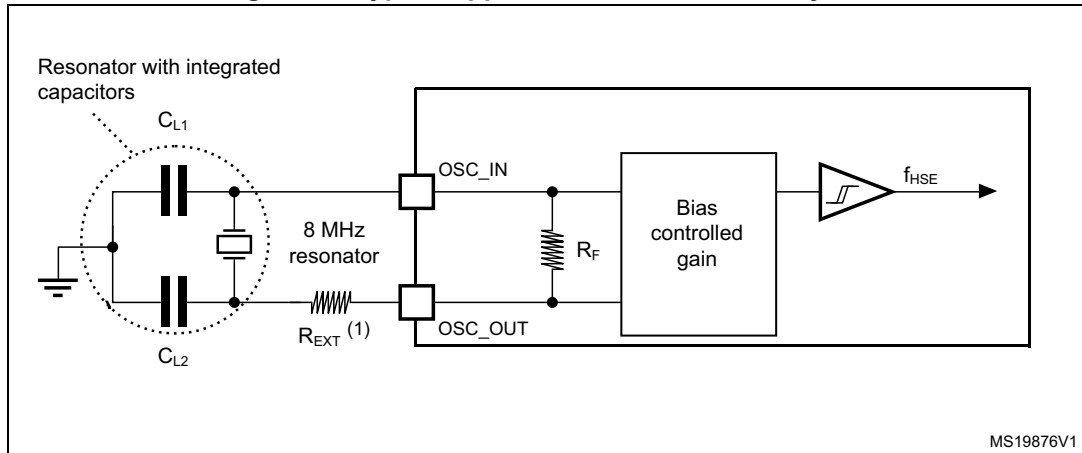 Resonator with integrated
capacitors
CL1
OSC_IN
fHSE
8 MHz
resonator
RF
Bias
controlled
gain
REXT (1)
OSC_OUT
CL2
MS19876V1